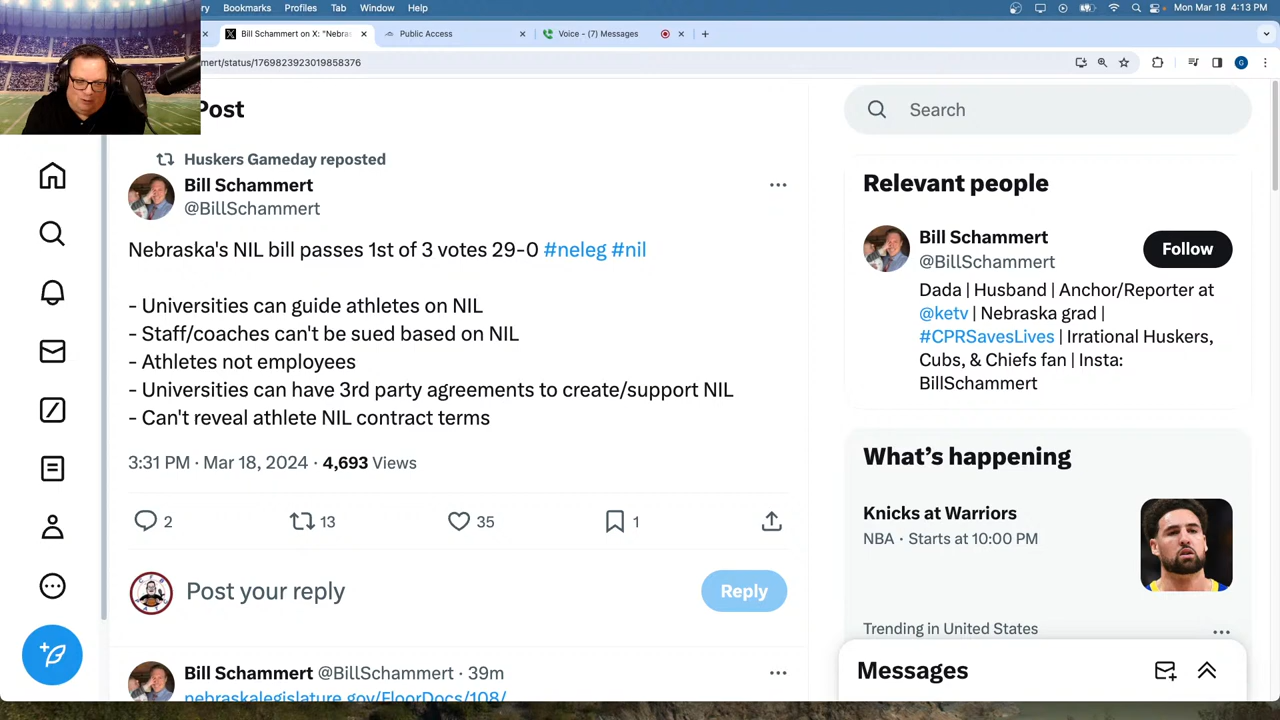 ry Bookmarks Profiles Tab Window Help Mon Mar 18 4:13 PM
Bill Schammert on X: "Nebras Public Access Voice - (7) Messages
mert/status/1769823923019858376
Post
Search
Huskers Gameday reposted
Bill Schammert
@BillSchammert
Nebraska's NIL bill passes 1st of 3 votes 29-0 #neleg #nil
- Universities can guide athletes on NIL
- Staff/coaches can't be sued based on NIL
- Athletes not employees
- Universities can have 3rd party agreements to create/support NIL
- Can't reveal athlete NIL contract terms
3:31 PM · Mar 18, 2024 · 4,693 Views
2 13 35 1
Post your reply
Reply
Bill Schammert @BillSchammert · 39m
nebraskalegislature.gov/FloorDocs/108/
Relevant people
Bill Schammert
@BillSchammert
Follow
Dada | Husband | Anchor/Reporter at
@ketv | Nebraska grad |
#CPRSavesLives | Irrational Huskers,
Cubs, & Chiefs fan | Insta:
BillSchammert
What's happening
Knicks at Warriors
NBA · Starts at 10:00 PM
Trending in United States
Messages